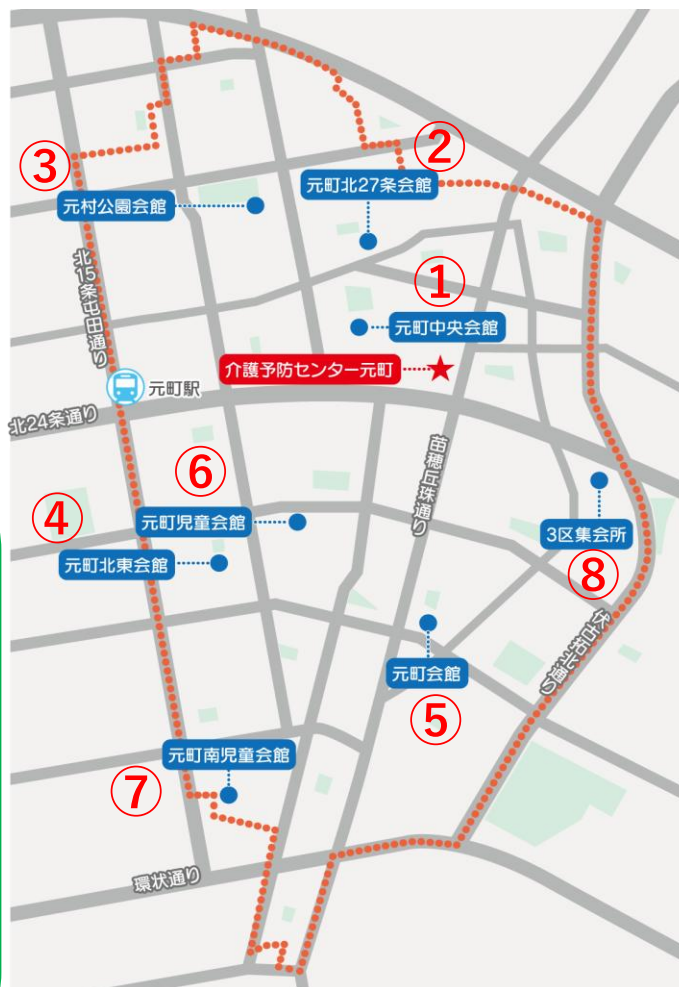 ③
②
元町北27条会館
元村公園会館
①
北15条屯田通り
元町中央会館
介護予防センター元町
元町駅
北24条通り
苗穂丘珠通り
⑥
④
元町児童会館
3区集会所
元町北東会館
⑧
伏古拓北通り
元町会館
⑤
元町南児童会館
⑦
環状通り